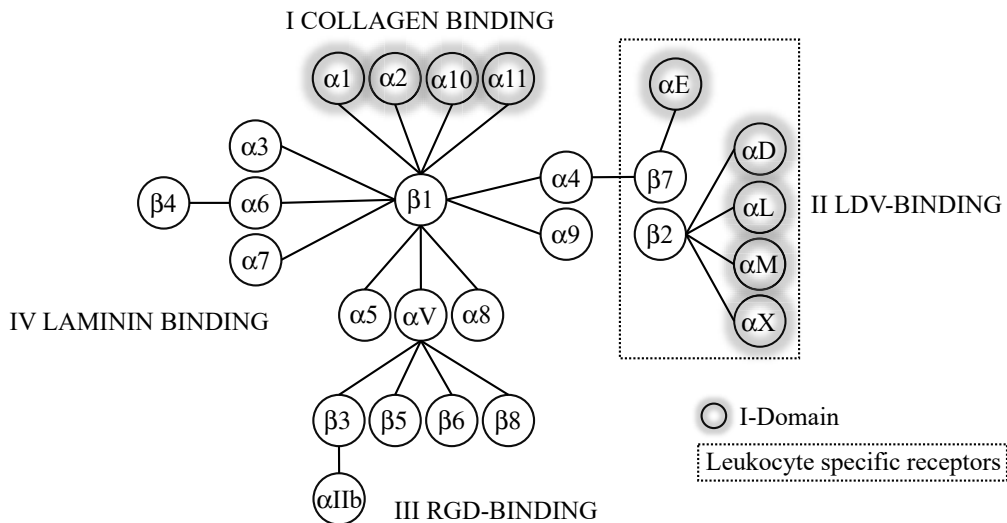 I COLLAGEN BINDING
α1 α2 α10 α11
αE
α3
αD
β4 α6 β1 α4 β7
αL
II LDV-BINDING
α9 β2
α7
αM
IV LAMININ BINDING
α5 αV α8
αX
β3 β5 β6 β8
I-Domain
Leukocyte specific receptors
αIIb
III RGD-BINDING